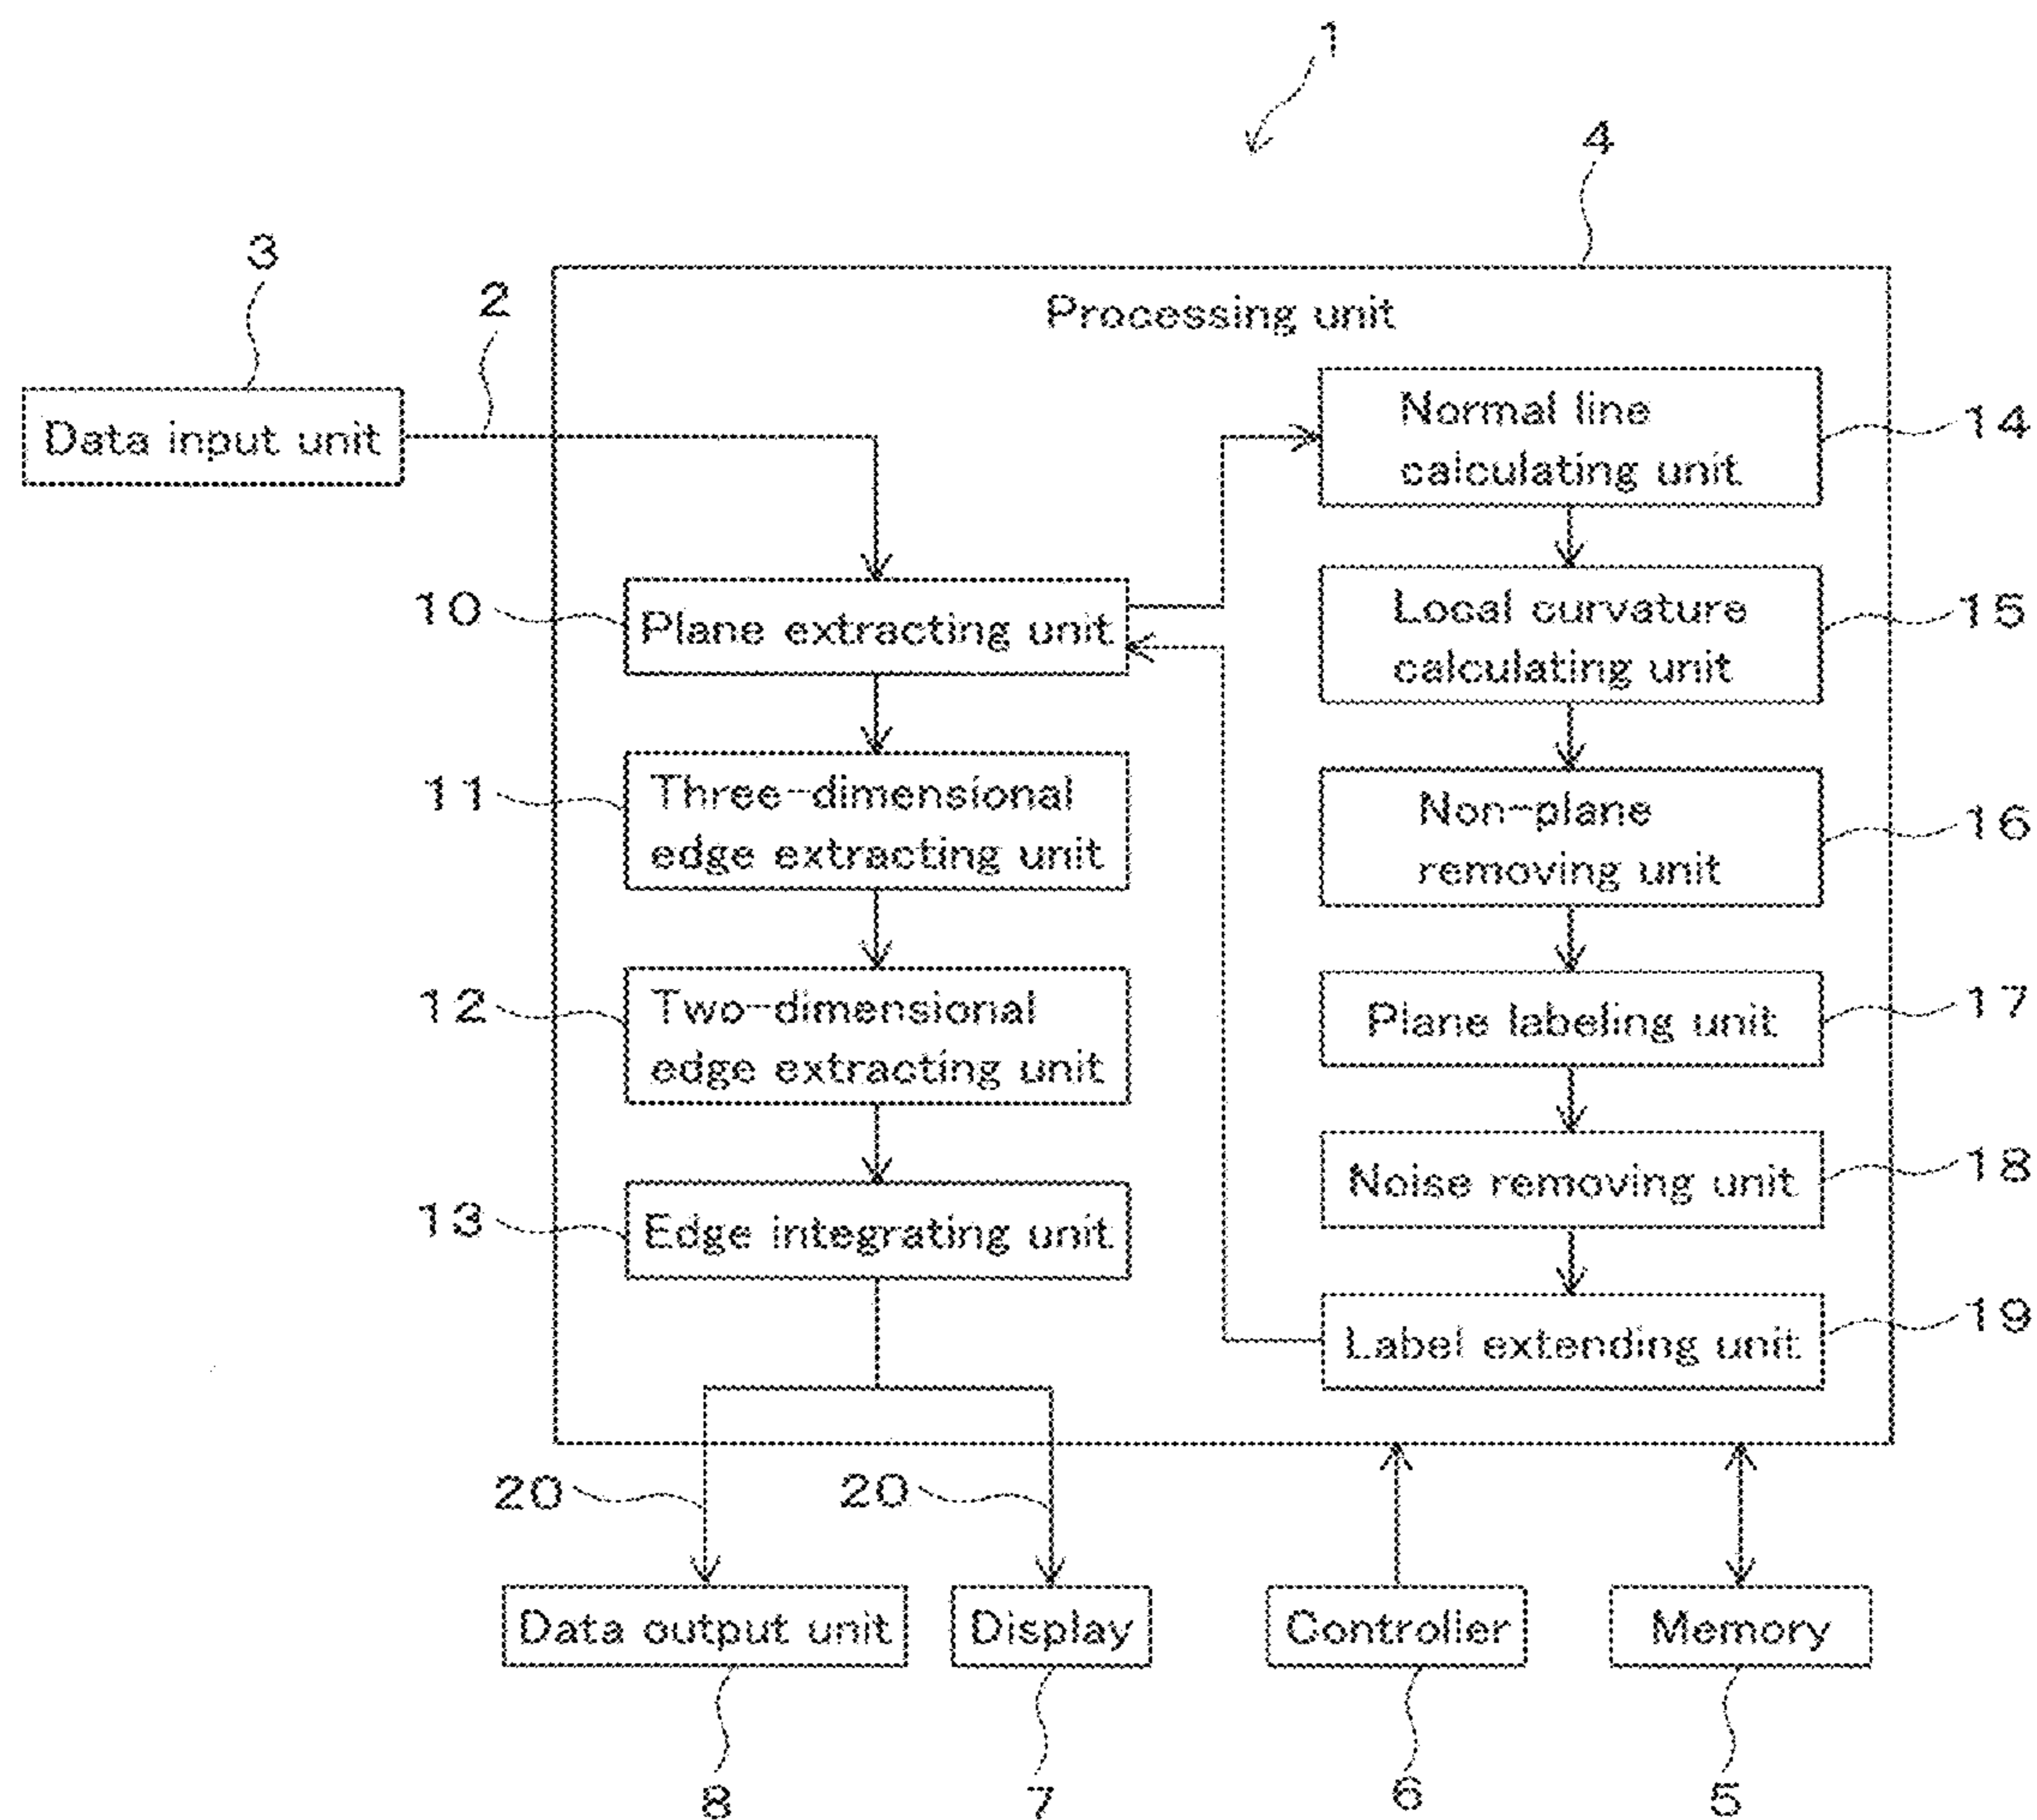 1
4
3
2
Processing unit
Data input unit
Normal line
calculating unit
14
10
Plane extracting unit
Local curvature
calculating unit
15
11
Three-dimensional
edge extracting unit
Non-plane
removing unit
16
12
Two-dimensional
edge extracting unit
Plane labeling unit
17
13
Edge integrating unit
Noise removing unit
18
Label extending unit
19
20
20
Data output unit
Display
Controller
Memory
8
7
6
5